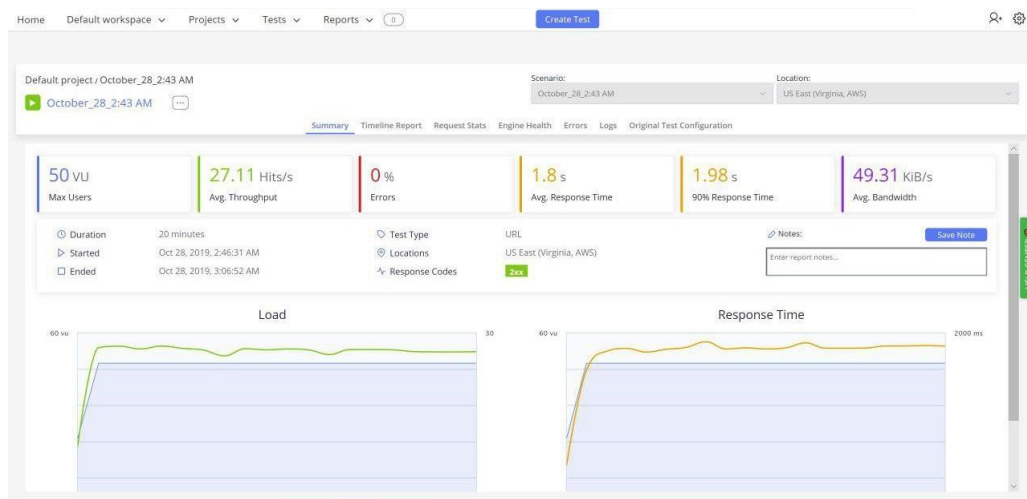 Home Default workspace Projects Tests Reports 0 Create Test
Default project / October_28_2:43 AM
October_28_2:43 AM
Scenario:
October_28_2:43 AM
Location:
US East (Virginia, AWS)
Summary Timeline Report Request Stats Engine Health Errors Logs Original Test Configuration
50 VU
Max Users
27.11 Hits/s
Avg. Throughput
0 %
Errors
1.8 s
Avg. Response Time
1.98 s
90% Response Time
49.31 KiB/s
Avg. Bandwidth
Duration 20 minutes
Started Oct 28, 2019, 2:46:31 AM
Ended Oct 28, 2019, 3:06:52 AM
Test Type URL
Locations US East (Virginia, AWS)
Response Codes 2xx
Notes: Save Note
Enter report notes...
Load
60 vu 30
Response Time
60 vu 2000 ms